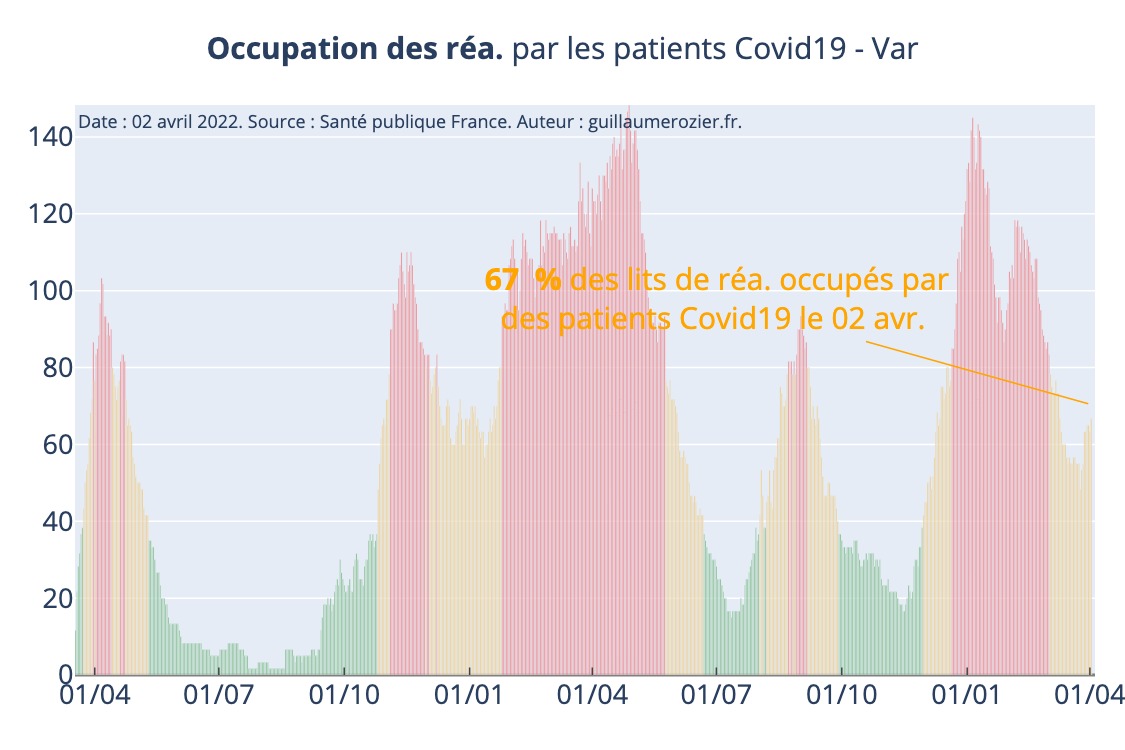 Occupation des réa. par les patients Covid19 - Var
Date : 02 avril 2022. Source : Santé publique France. Auteur : guillaumerozier.fr.
140
120
100
80
60
40
20
0
67 % des lits de réa. occupés par
des patients Covid19 le 02 avr.
01/04 01/07 01/10 01/01 01/04 01/07 01/10 01/01 01/04